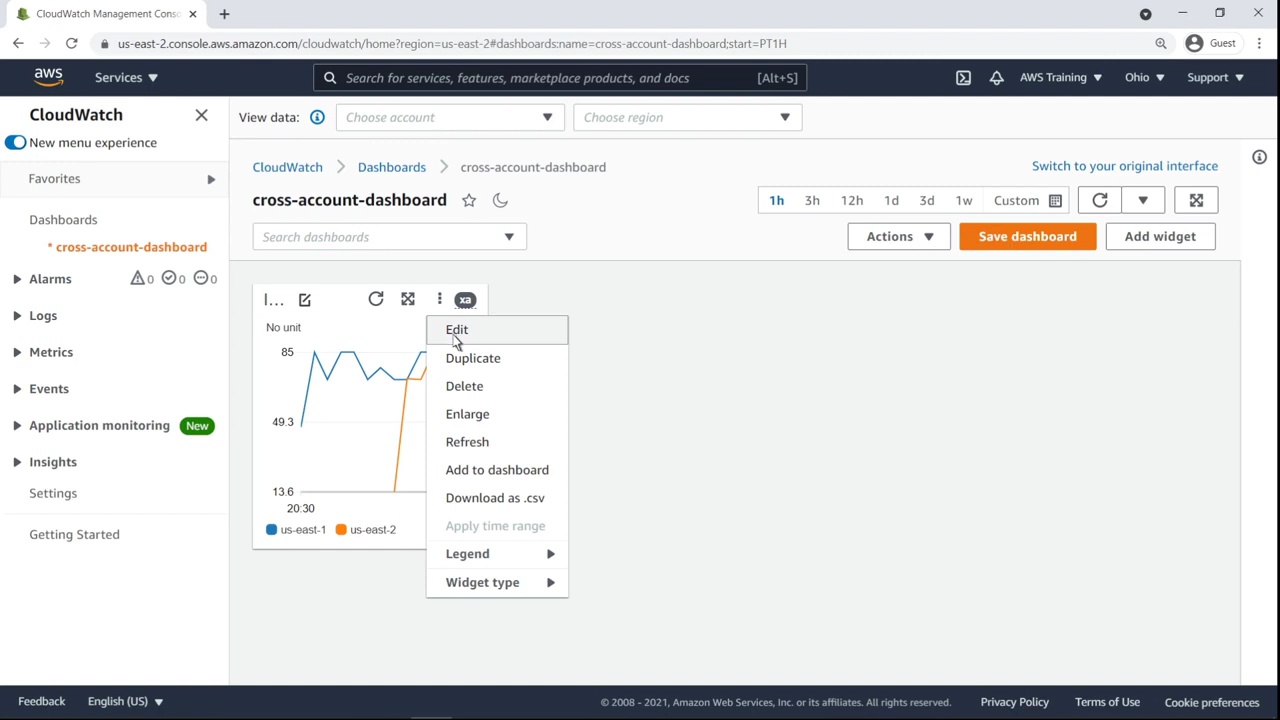 CloudWatch Management Conso
us-east-2.console.aws.amazon.com/cloudwatch/home?region=us-east-2#dashboards:name=cross-account-dashboard;start=PT1H
Guest
aws
Services
Search for services, features, marketplace products, and docs
[Alt+S]
AWS Training
Ohio
Support
CloudWatch
New menu experience
Favorites
Dashboards
* cross-account-dashboard
Alarms
0
0
0
Logs
Metrics
Events
Application monitoring
New
Insights
Settings
Getting Started
View data:
Choose account
Choose region
CloudWatch
Dashboards
cross-account-dashboard
Switch to your original interface
cross-account-dashboard
1h
3h
12h
1d
3d
1w
Custom
Search dashboards
Actions
Save dashboard
Add widget
I...
xa
No unit
85
49.3
13.6
20:30
us-east-1
us-east-2
Edit
Duplicate
Delete
Enlarge
Refresh
Add to dashboard
Download as .csv
Apply time range
Legend
Widget type
Feedback
English (US)
© 2008 - 2021, Amazon Web Services, Inc. or its affiliates. All rights reserved.
Privacy Policy
Terms of Use
Cookie preferences